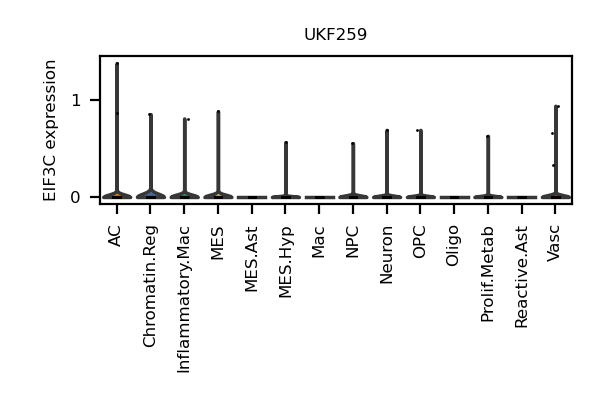 UKF259
EIF3C expression
1
0
AC
Chromatin.Reg
Inflammatory.Mac
MES
MES.Ast
MES.Hyp
Mac
NPC
Neuron
OPC
Oligo
Prolif.Metab
Reactive.Ast
Vasc